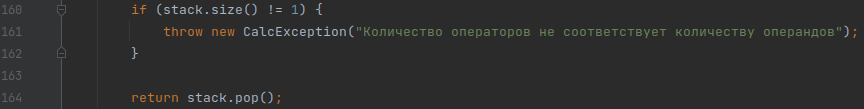 160 if (stack.size() != 1) {
161 throw new CalcException("Количество операторов не соответствует количеству операндов");
162 }
163
164 return stack.pop();